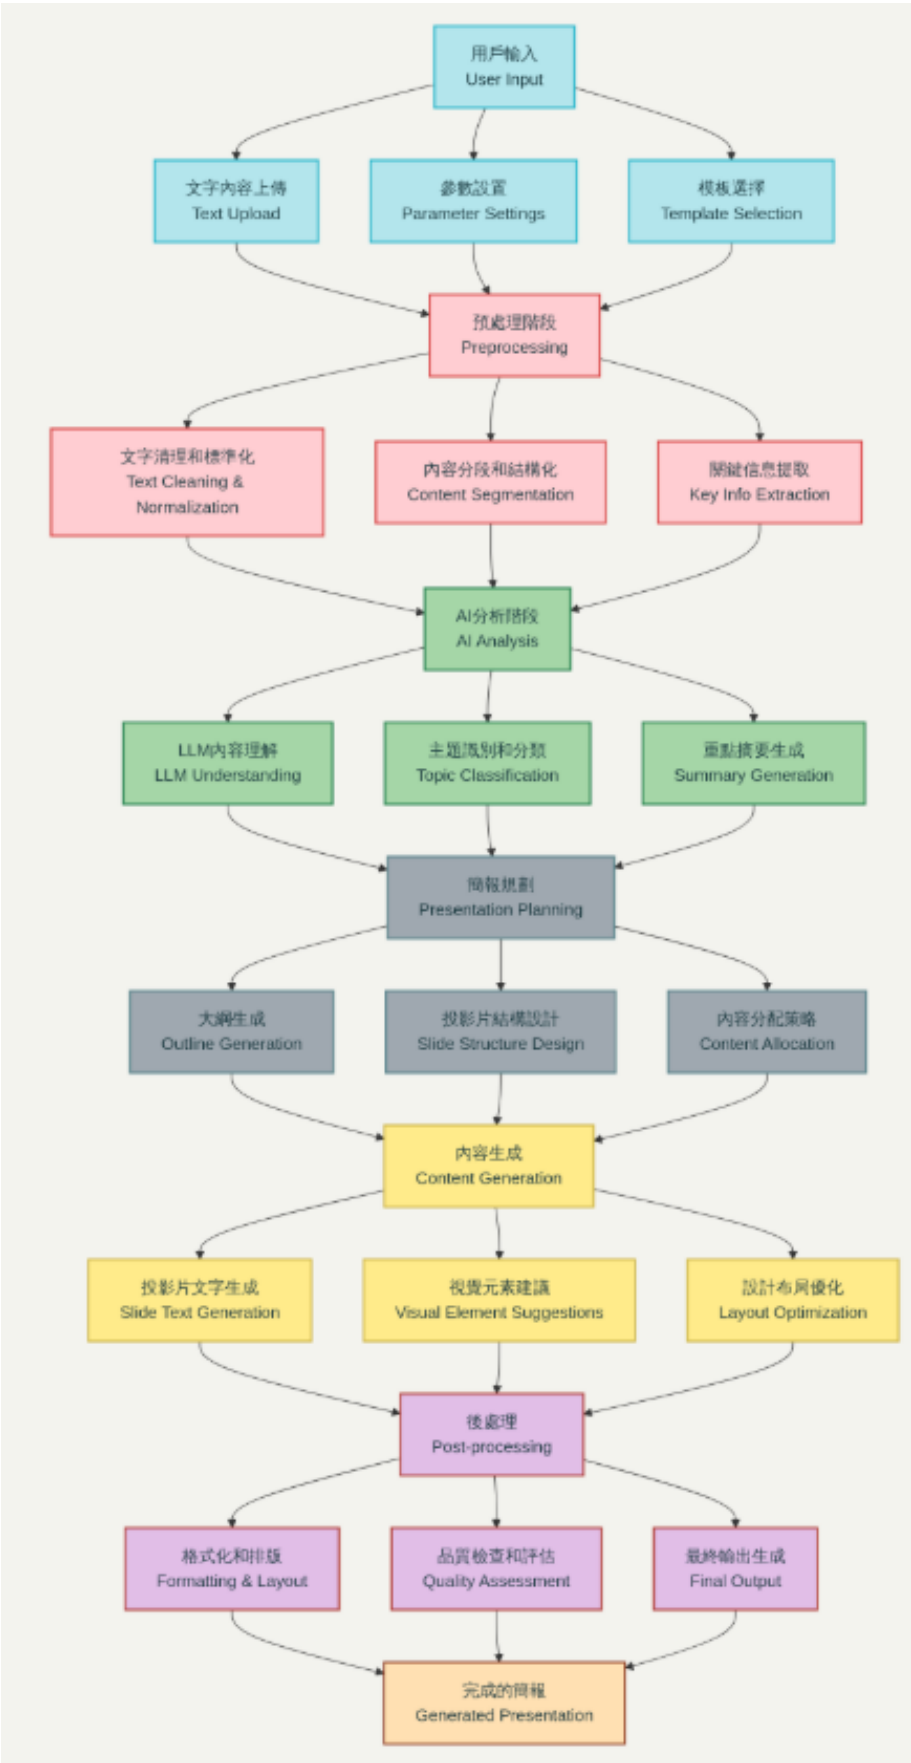 用戶輸入
User Input
文字內容上傳
Text Upload
參數設置
Parameter Settings
模板選擇
Template Selection
預處理階段
Preprocessing
文字清理和標準化
Text Cleaning &
Normalization
內容分段和結構化
Content Segmentation
關鍵信息提取
Key Info Extraction
AI分析階段
AI Analysis
LLM內容理解
LLM Understanding
主題識別和分類
Topic Classification
重點摘要生成
Summary Generation
簡報規劃
Presentation Planning
大綱生成
Outline Generation
投影片結構設計
Slide Structure Design
內容分配策略
Content Allocation
內容生成
Content Generation
投影片文字生成
Slide Text Generation
視覺元素建議
Visual Element Suggestions
設計布局優化
Layout Optimization
後處理
Post-processing
格式化和排版
Formatting & Layout
品質檢查和評估
Quality Assessment
最終輸出生成
Final Output
完成的簡報
Generated Presentation